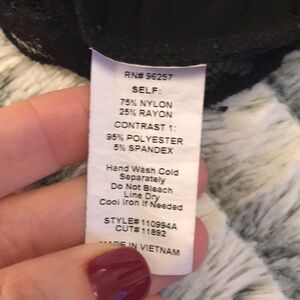 RN# 96257
SELF:
75% NYLON
25% RAYON
CONTRAST 1:
95% POLYESTER
5% SPANDEX
Hand Wash Cold
Separately
Do Not Bleach
Line Dry
Cool Iron if Needed
STYLE# 110994A
CUT# 11892
MADE IN VIETNAM